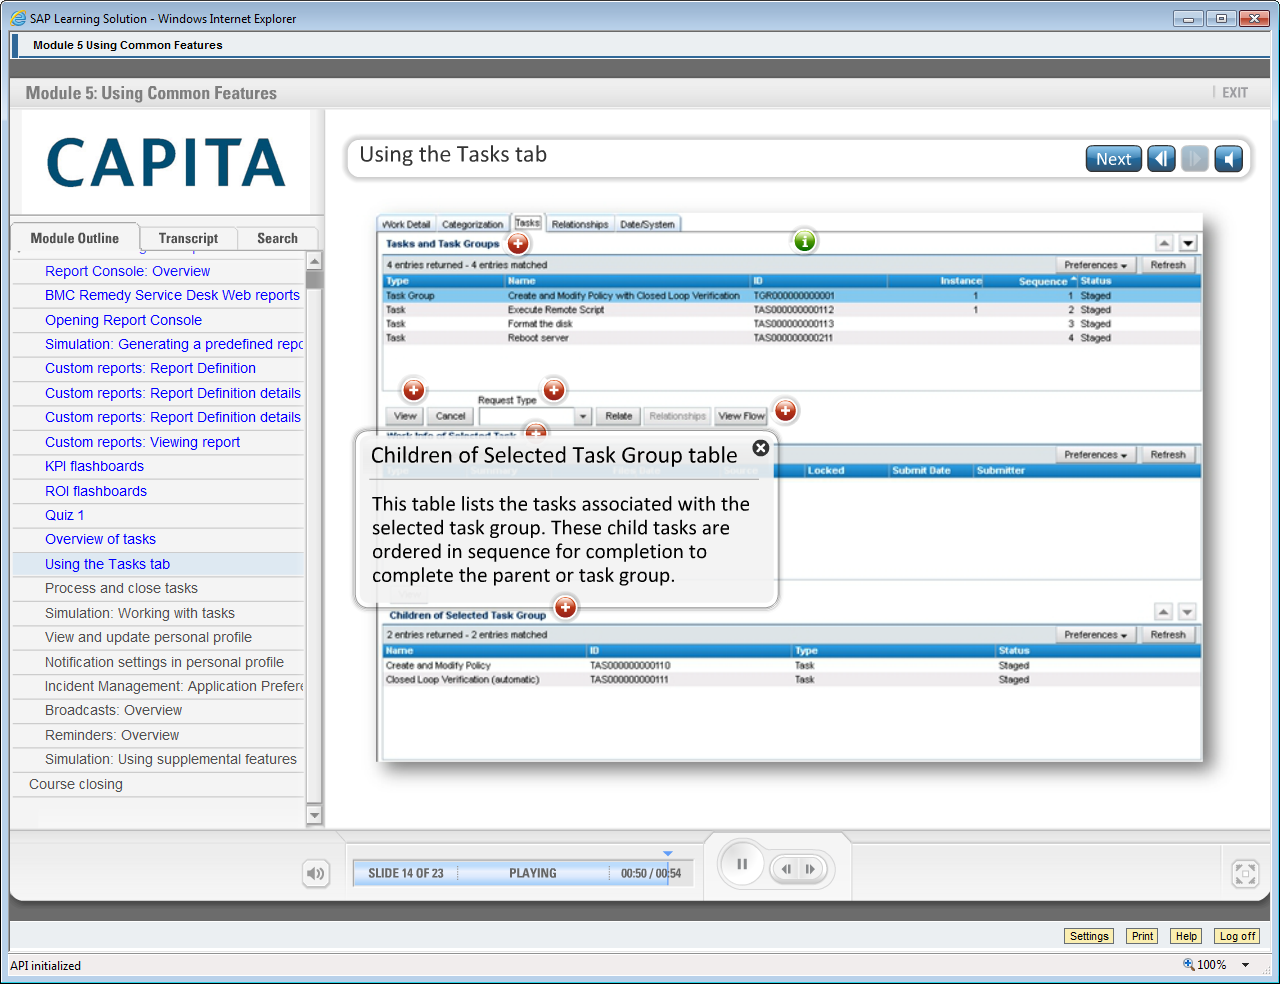 SAP Learning Solution - Windows Internet Explorer
Module 5 Using Common Features
Module 5: Using Common Features
EXIT
CAPITA
Module Outline
Transcript
Search
Report Console: Overview
BMC Remedy Service Desk Web reports
Opening Report Console
Simulation: Generating a predefined repo
Custom reports: Report Definition
Custom reports: Report Definition details
Custom reports: Report Definition details
Custom reports: Viewing report
KPI flashboards
ROI flashboards
Quiz 1
Overview of tasks
Using the Tasks tab
Process and close tasks
Simulation: Working with tasks
View and update personal profile
Notification settings in personal profile
Incident Management: Application Prefere
Broadcasts: Overview
Reminders: Overview
Simulation: Using supplemental features
Course closing
Using the Tasks tab
Next
Work Detail Categorization Tasks Relationships Date/System
Tasks and Task Groups
4 entries returned - 4 entries matched Preferences Refresh
Type Name ID Instance Sequence Status
Task Group Create and Modify Policy with Closed Loop Verification TGR000000000001 1 1 Staged
Task Execute Remote Script TAS000000000112 1 2 Staged
Task Format the disk TAS000000000113 3 Staged
Task Reboot server TAS000000000211 4 Staged
Request Type
View Cancel Relate Relationships View Flow
Work Info of Selected Task
Preferences Refresh
Locked Submit Date Submitter
Children of Selected Task Group table
This table lists the tasks associated with the
selected task group. These child tasks are
ordered in sequence for completion to
complete the parent or task group.
Children of Selected Task Group
2 entries returned - 2 entries matched Preferences Refresh
Name ID Type Status
Create and Modify Policy TAS000000000110 Task Staged
Closed Loop Verification (automatic) TAS000000000111 Task Staged
SLIDE 14 OF 23 PLAYING 00:50 / 00:54
Settings Print Help Log off
API initialized
100%